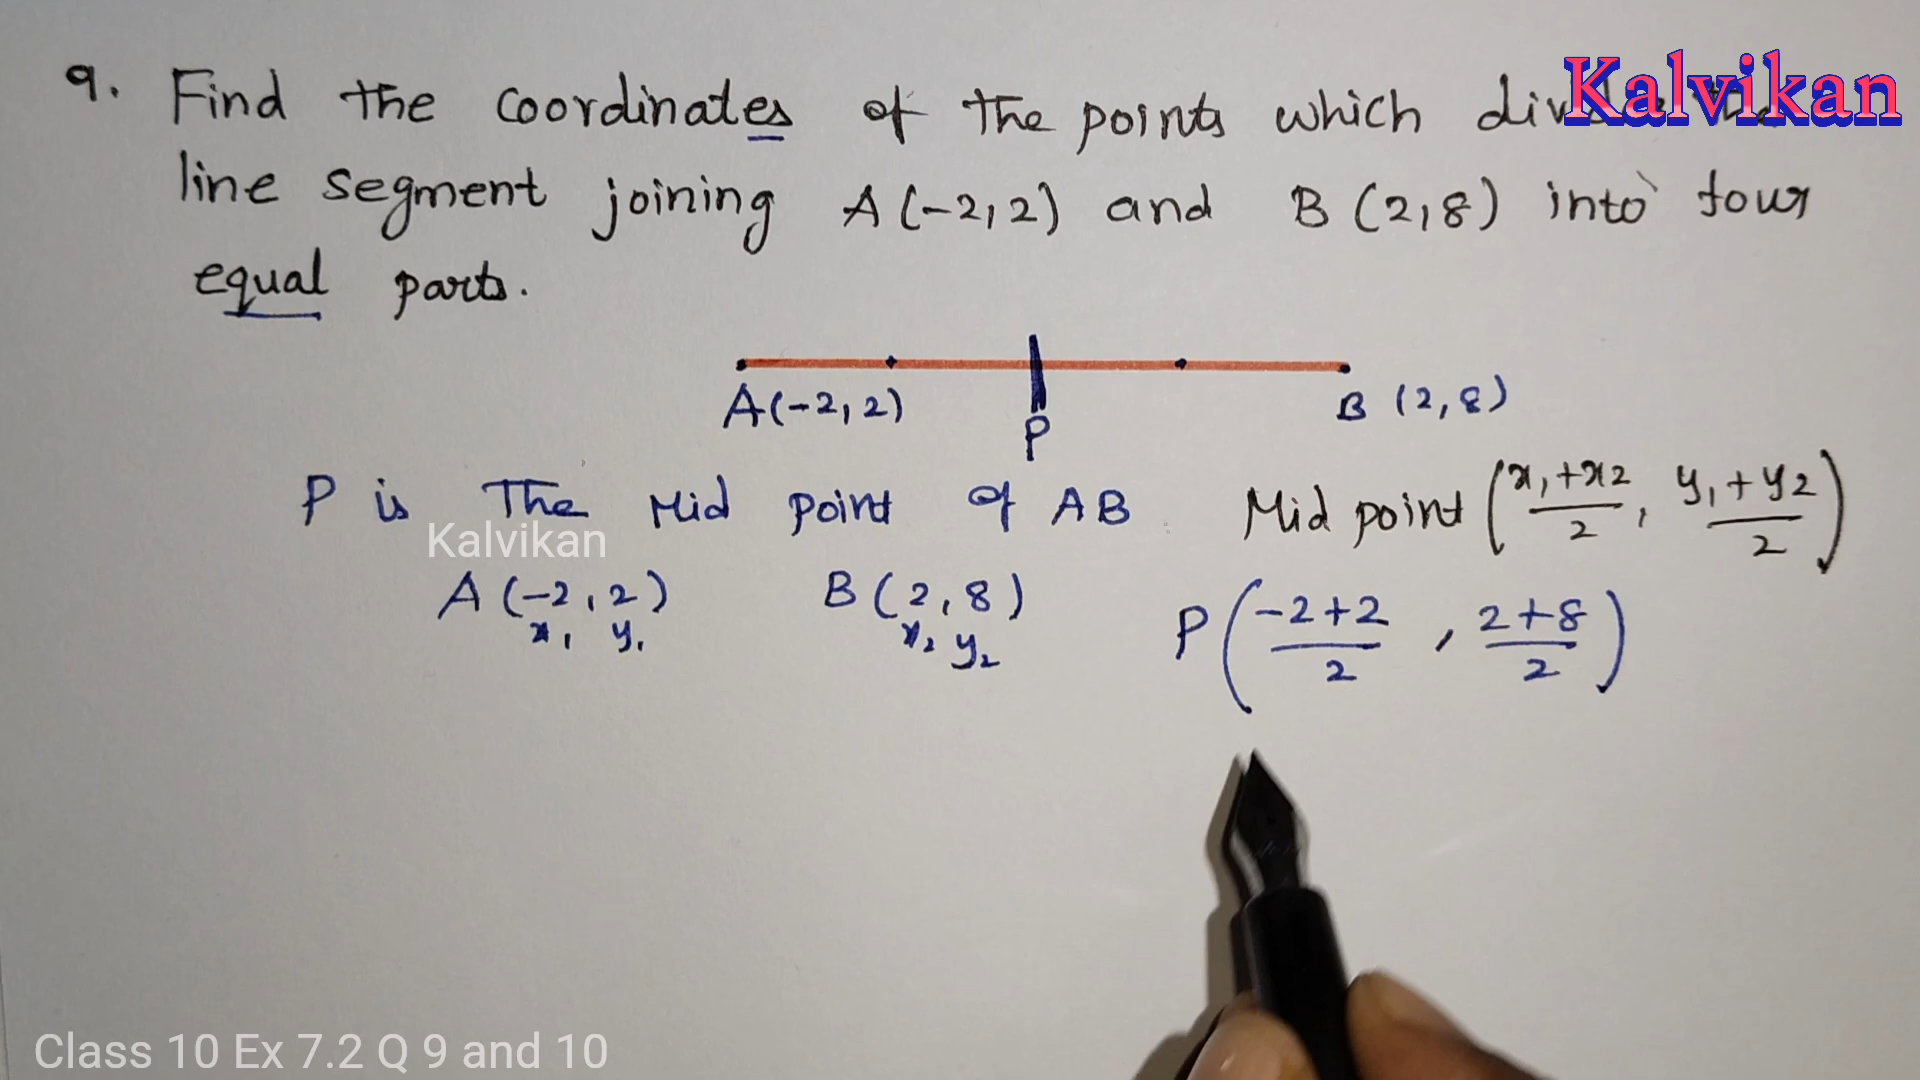 9. Find the coordinates of the points which
line segment joining A(-2,2) and B(2,8) into four
equal parts.
Kalvikan
A(-2,2)
P
B (2,8)
P is The Mid point of AB Mid point (x₁+x₂/2, y₁+y₂/2)
Kalvikan
A(-2,2) B(2,8) P(-2+2/2, 2+8/2)
x₁ y₁ x₂ y₂
Class 10 Ex 7.2 Q 9 and 10